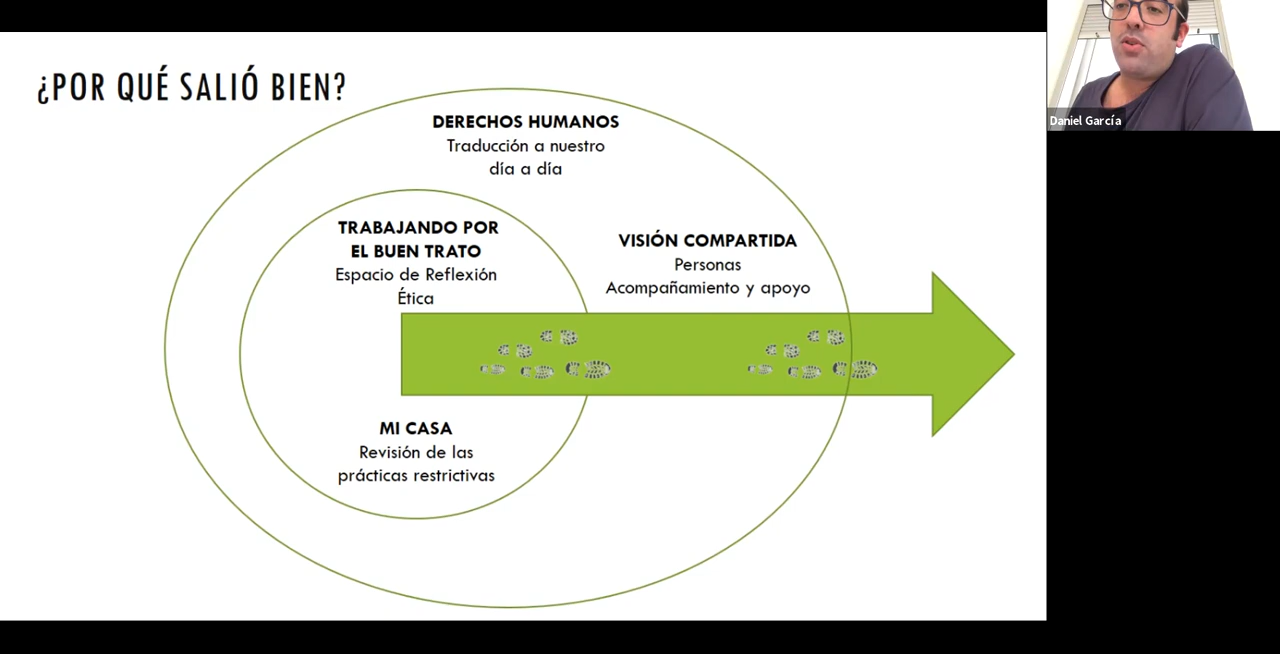 ¿POR QUÉ SALIÓ BIEN?
DERECHOS HUMANOS
Traducción a nuestro
día a día
TRABAJANDO POR
EL BUEN TRATO
Espacio de Reflexión
Ética
VISIÓN COMPARTIDA
Personas
Acompañamiento y apoyo
MI CASA
Revisión de las
prácticas restrictivas
Daniel García